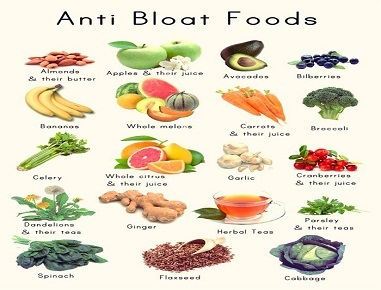 Anti Bloat Foods
Almonds
& their butter
Apples & their juice
Avocados
Bilberries
Bananas
Whole melons
Carrots
& their juice
Broccoli
Celery
Whole citrus
& their juice
Garlic
Cranberries
& their juice
Dandelions
& their teas
Ginger
Herbal Teas
Parsley
& their teas
Spinach
Flaxseed
Cabbage